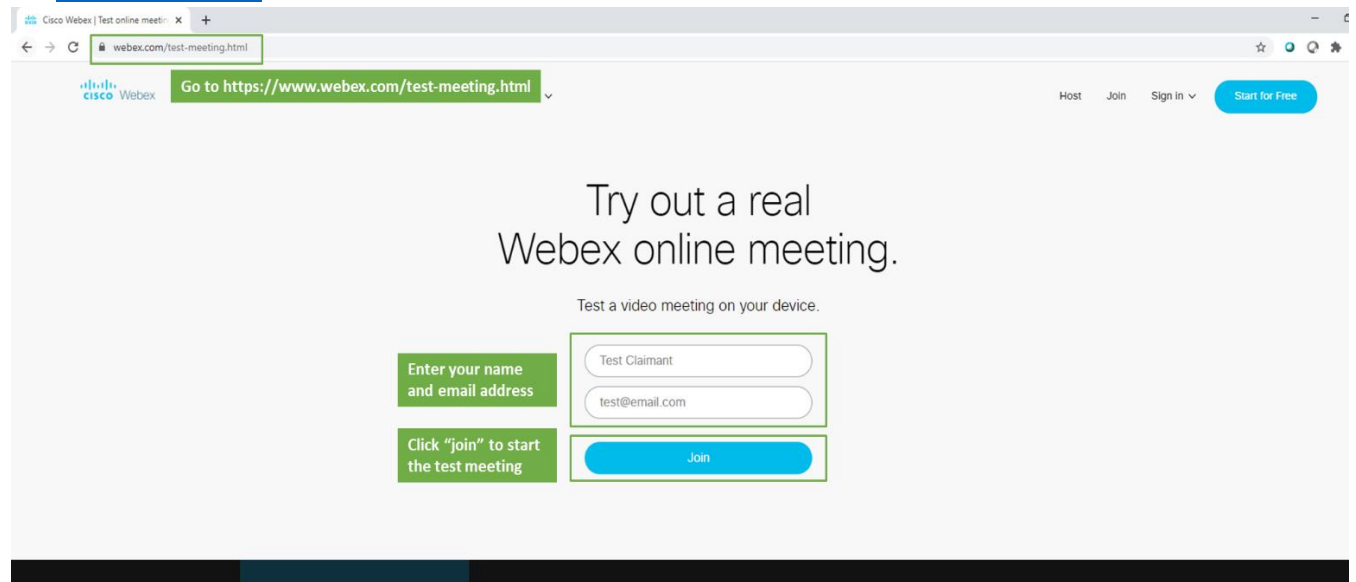 Cisco Webex | Test online meetin
webex.com/test-meeting.html
cisco Webex
Go to https://www.webex.com/test-meeting.html
Host Join Sign in Start for Free
Try out a real
Webex online meeting.
Test a video meeting on your device.
Enter your name
and email address
Test Claimant
test@email.com
Click “join” to start
the test meeting
Join